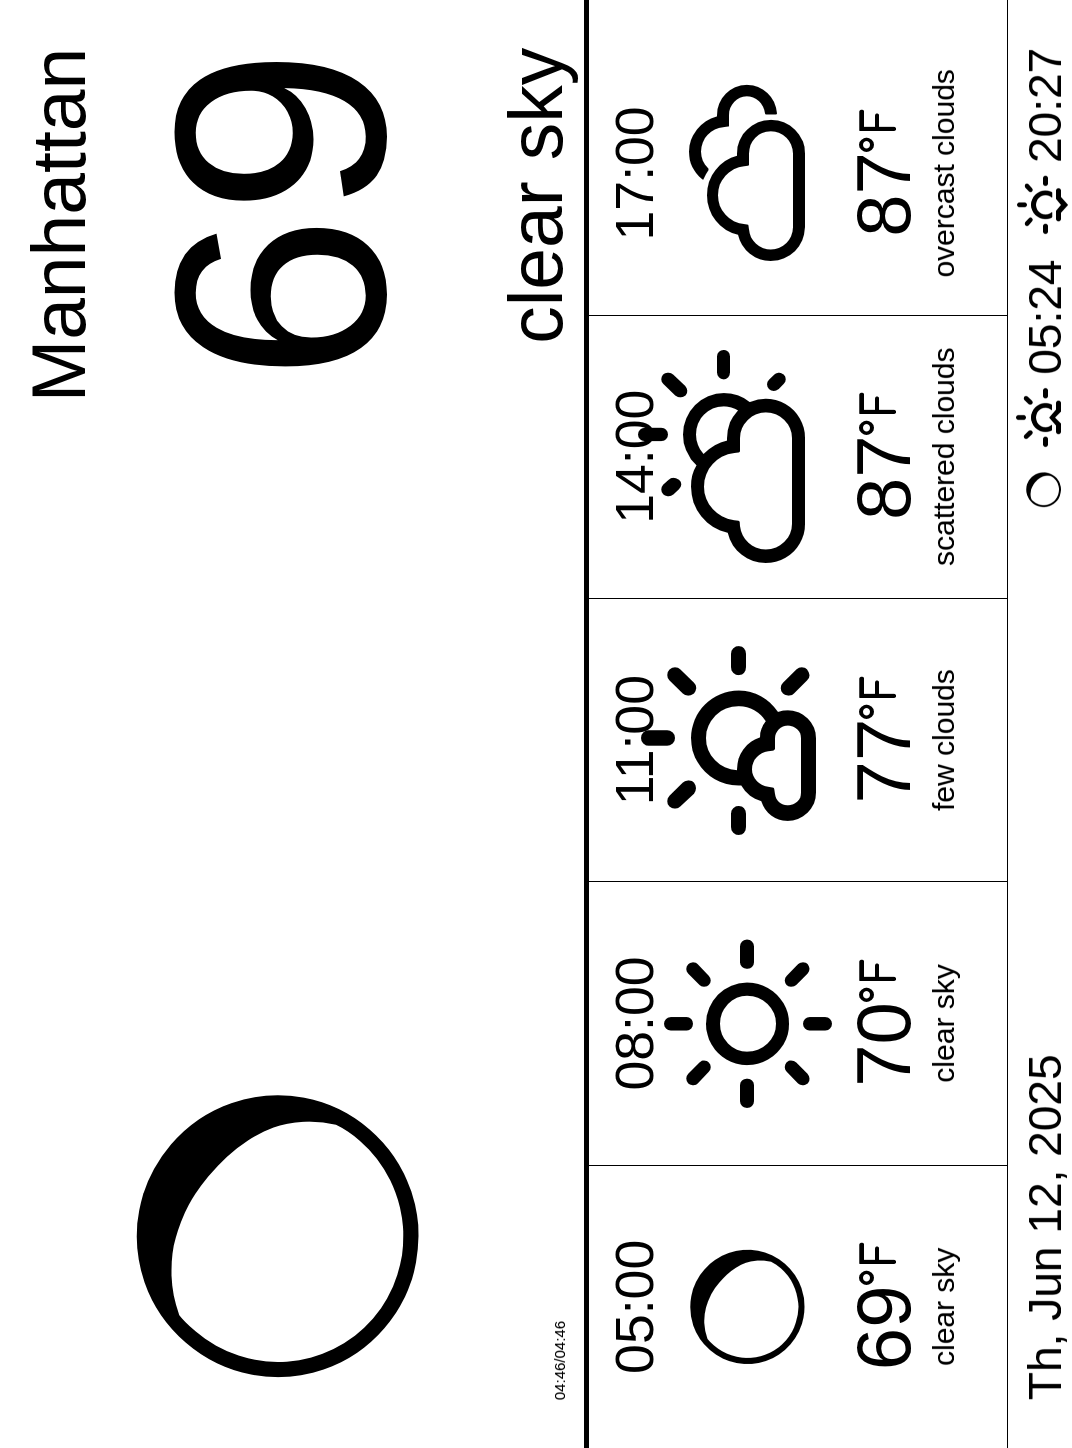 Manhattan
69
clear sky
04:46/04:46
05:00 08:00 11:00 14:00 17:00
69°F 70°F 77°F 87°F 87°F
clear sky clear sky few clouds scattered clouds overcast clouds
Th, Jun 12, 2025 05:24 20:27